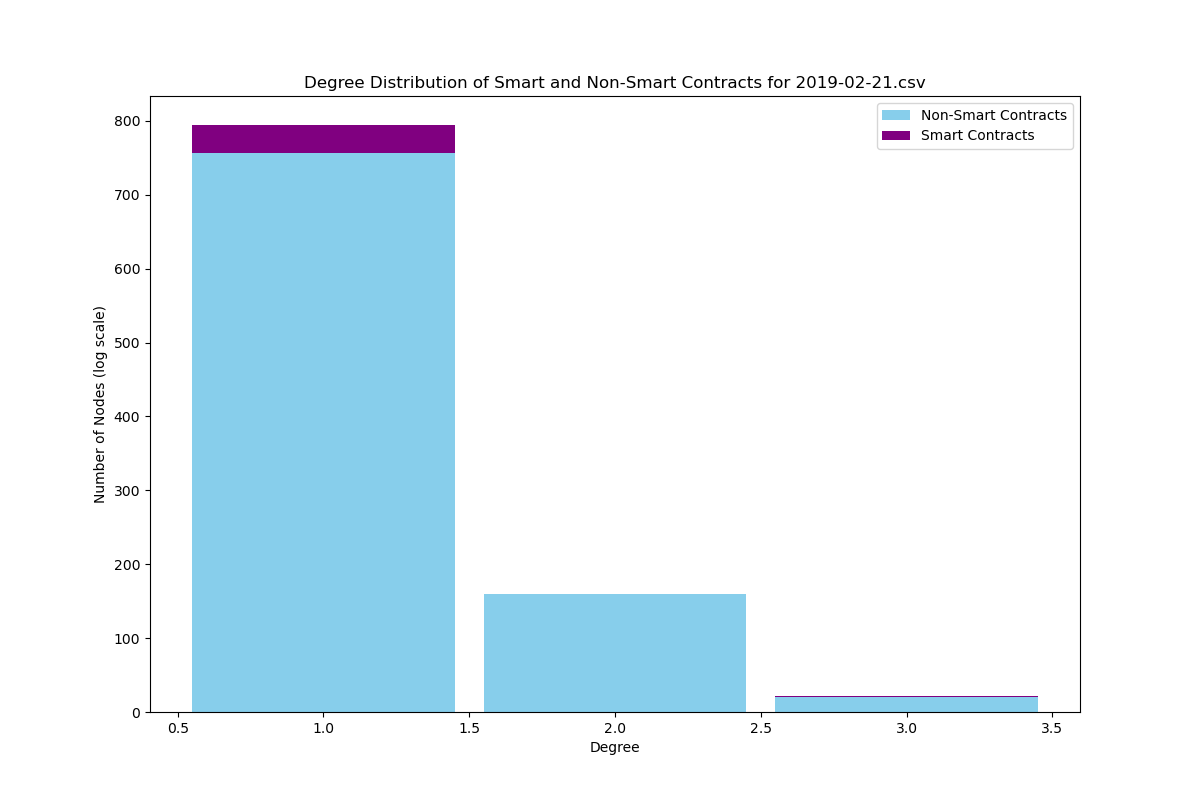 Degree Distribution of Smart and Non-Smart Contracts for 2019-02-21.csv
Non-Smart Contracts
Smart Contracts
800
700
600
500
400
300
200
100
0
Number of Nodes (log scale)
0.5 1.0 1.5 2.0 2.5 3.0 3.5
Degree